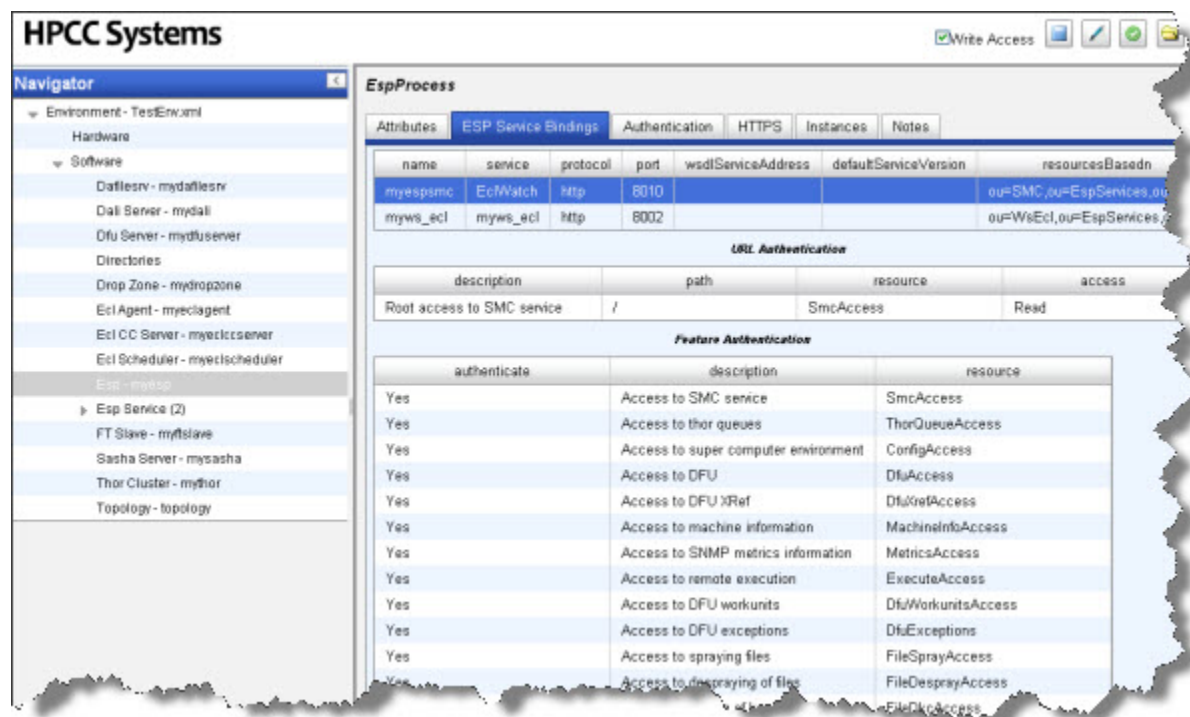 HPCC Systems
Write Access
Navigator
Environment - TestEnv.xml
Hardware
Software
Dafilesrv - mydafilesrv
Dali Server - mydali
Dfu Server - mydfuserver
Directories
Drop Zone - mydropzone
Ecl Agent - myeclagent
Ecl CC Server - myeclccserver
Ecl Scheduler - myeclscheduler
Esp - myesp
Esp Service (2)
FT Slave - myftslave
Sasha Server - mysasha
Thor Cluster - mythor
Topology - topology
EspProcess
Attributes ESP Service Bindings Authentication HTTPS Instances Notes
name service protocol port wsdlServiceAddress defaultServiceVersion resourcesBasedn
myespsmc EclWatch http 8010 ou=SMC,ou=EspServices,ou
myws_ecl myws_ecl http 8002 ou=WsEcl,ou=EspServices,
URL Authentication
description path resource access
Root access to SMC service / SmcAccess Read
Feature Authentication
authenticate description resource
Yes Access to SMC service SmcAccess
Yes Access to thor queues ThorQueueAccess
Yes Access to super computer environment ConfigAccess
Yes Access to DFU DfuAccess
Yes Access to DFU XRef DfuXrefAccess
Yes Access to machine information MachineInfoAccess
Yes Access to SNMP metrics information MetricsAccess
Yes Access to remote execution ExecuteAccess
Yes Access to DFU workunits DfuWorkunitsAccess
Yes Access to DFU exceptions DfuExceptions
Yes Access to spraying files FileSprayAccess
Yes Access to despraying of files FileDesprayAccess
FileDkcAccess